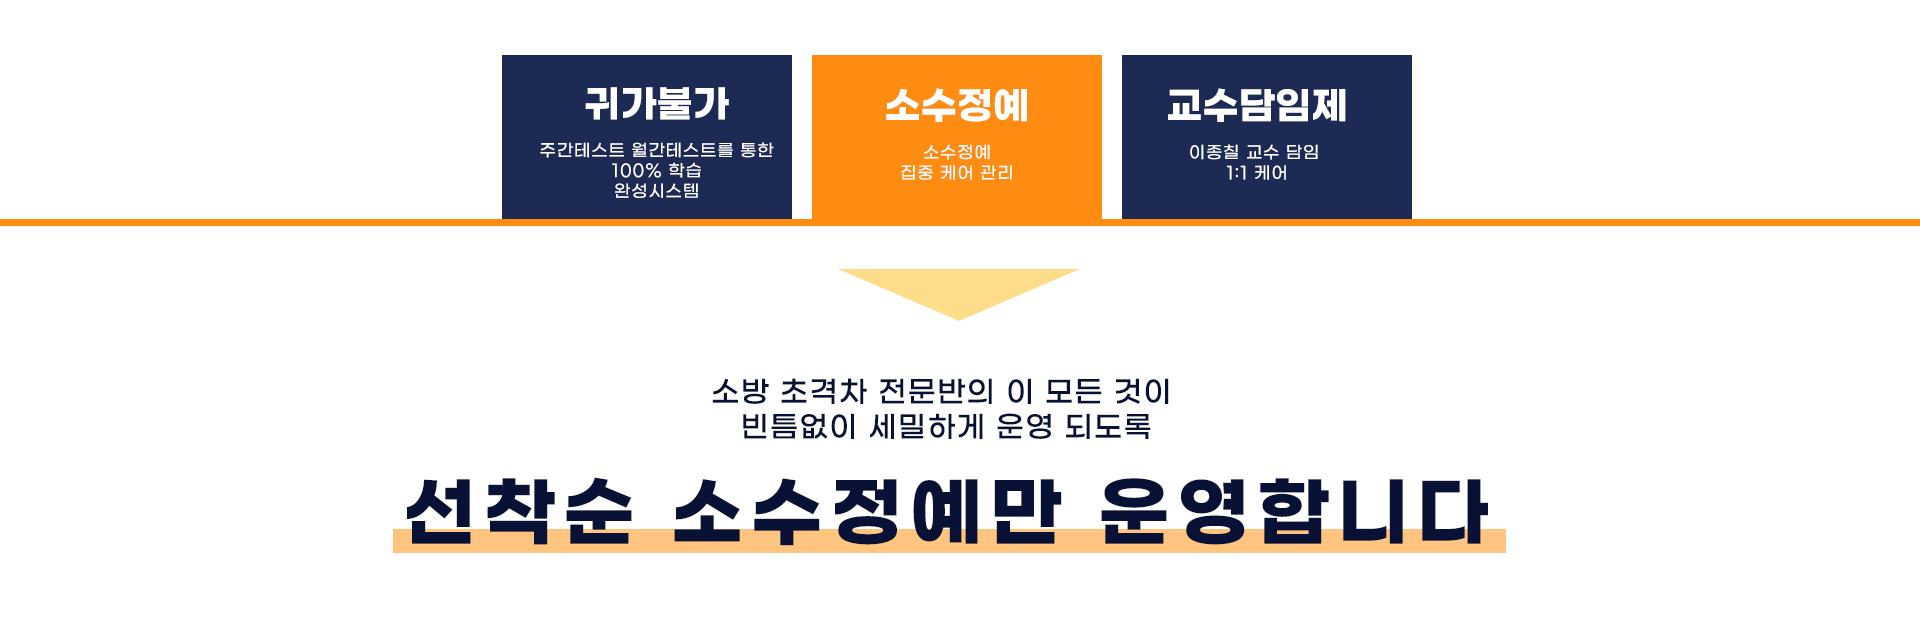 귀가불가
주간테스트 월간테스트를 통한
100% 학습
완성시스템
소수정예
소수정예
집중 케어 관리
교수담임제
이종칠 교수 담임
1:1 케어
소방 초격차 전문반의 이 모든 것이
빈틈없이 세밀하게 운영 되도록
선착순 소수정예만 운영합니다